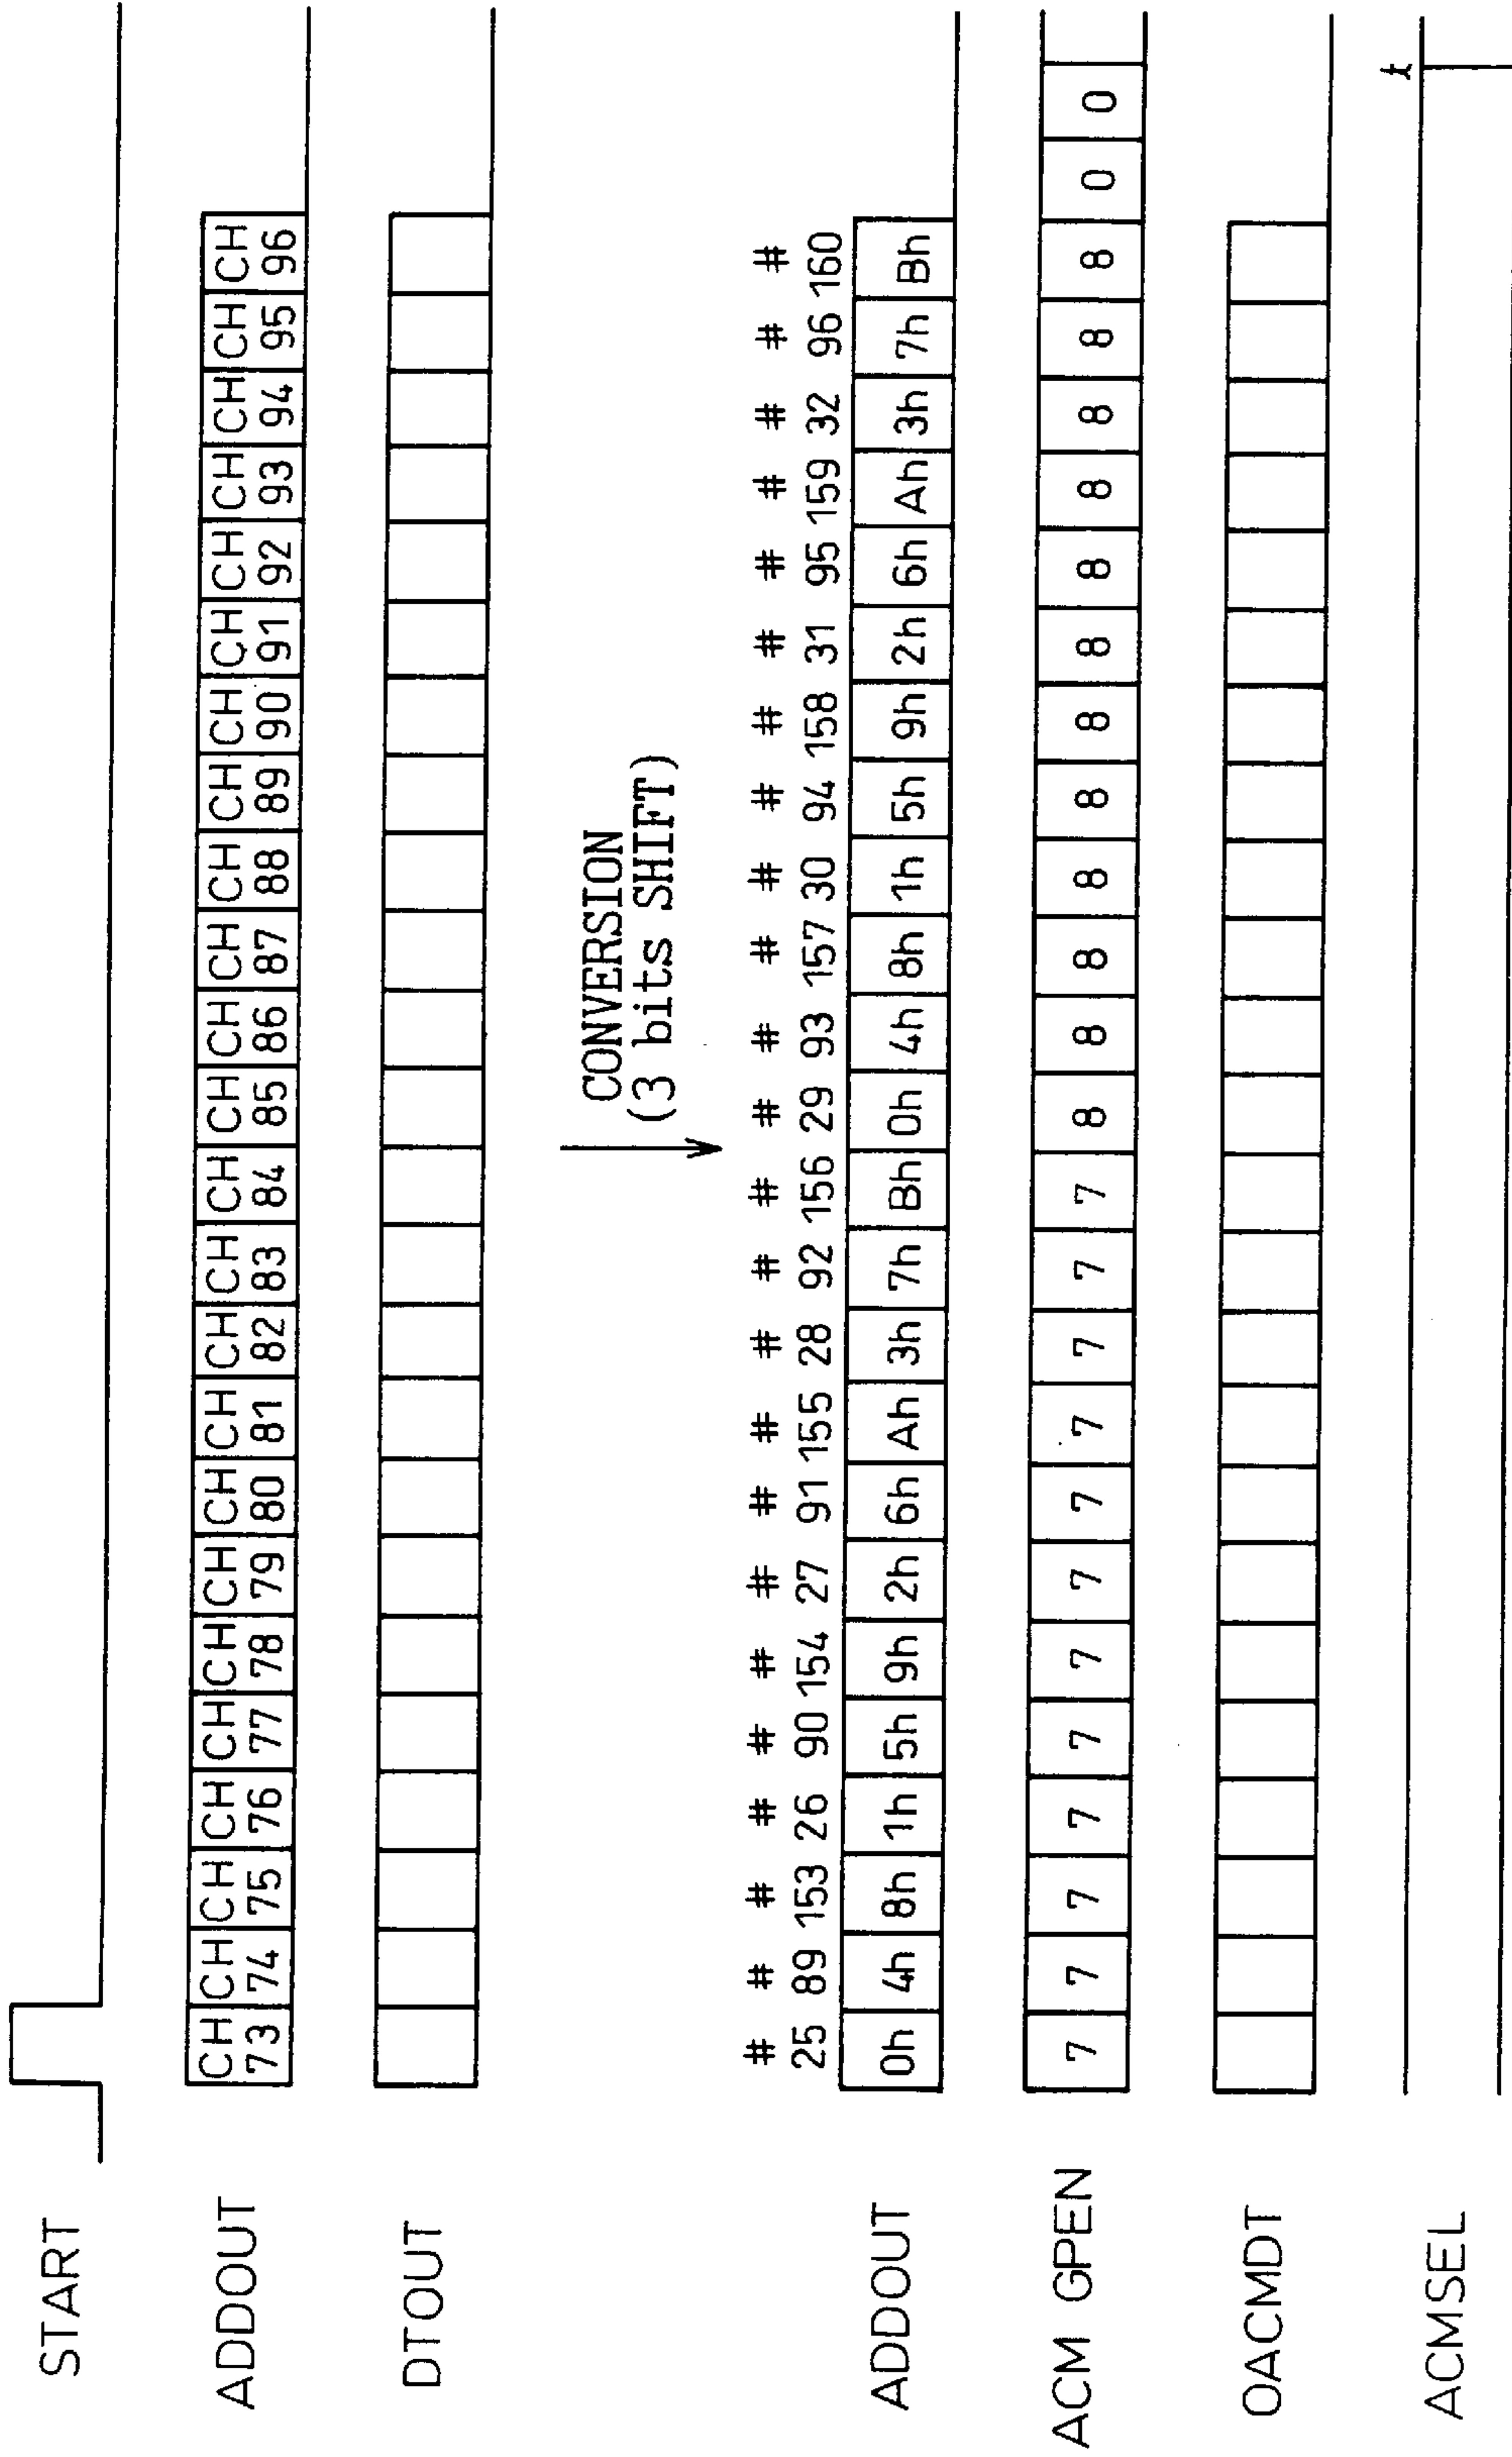 START
ADDOUT
CH CH CH CH CH CH CH CH CH CH CH CH CH CH CH CH CH CH CH CH CH CH CH CH
73 74 75 76 77 78 79 80 81 82 83 84 85 86 87 88 89 90 91 92 93 94 95 96
DTOUT
CONVERSION
(3 bits SHIFT)
# # # # # # # # # # # # # # # # # # # # # # # #
25 89 153 26 90 154 27 91 155 28 92 156 29 93 157 30 94 158 31 95 159 32 96 160
ADDOUT 0h 4h 8h 1h 5h 9h 2h 6h Ah 3h 7h Bh 0h 4h 8h 1h 5h 9h 2h 6h Ah 3h 7h Bh
ACM GPEN 7 7 7 7 7 7 7 7 7 7 7 7 8 8 8 8 8 8 8 8 8 8 8 8 0 0
OACMDT
ACMSEL